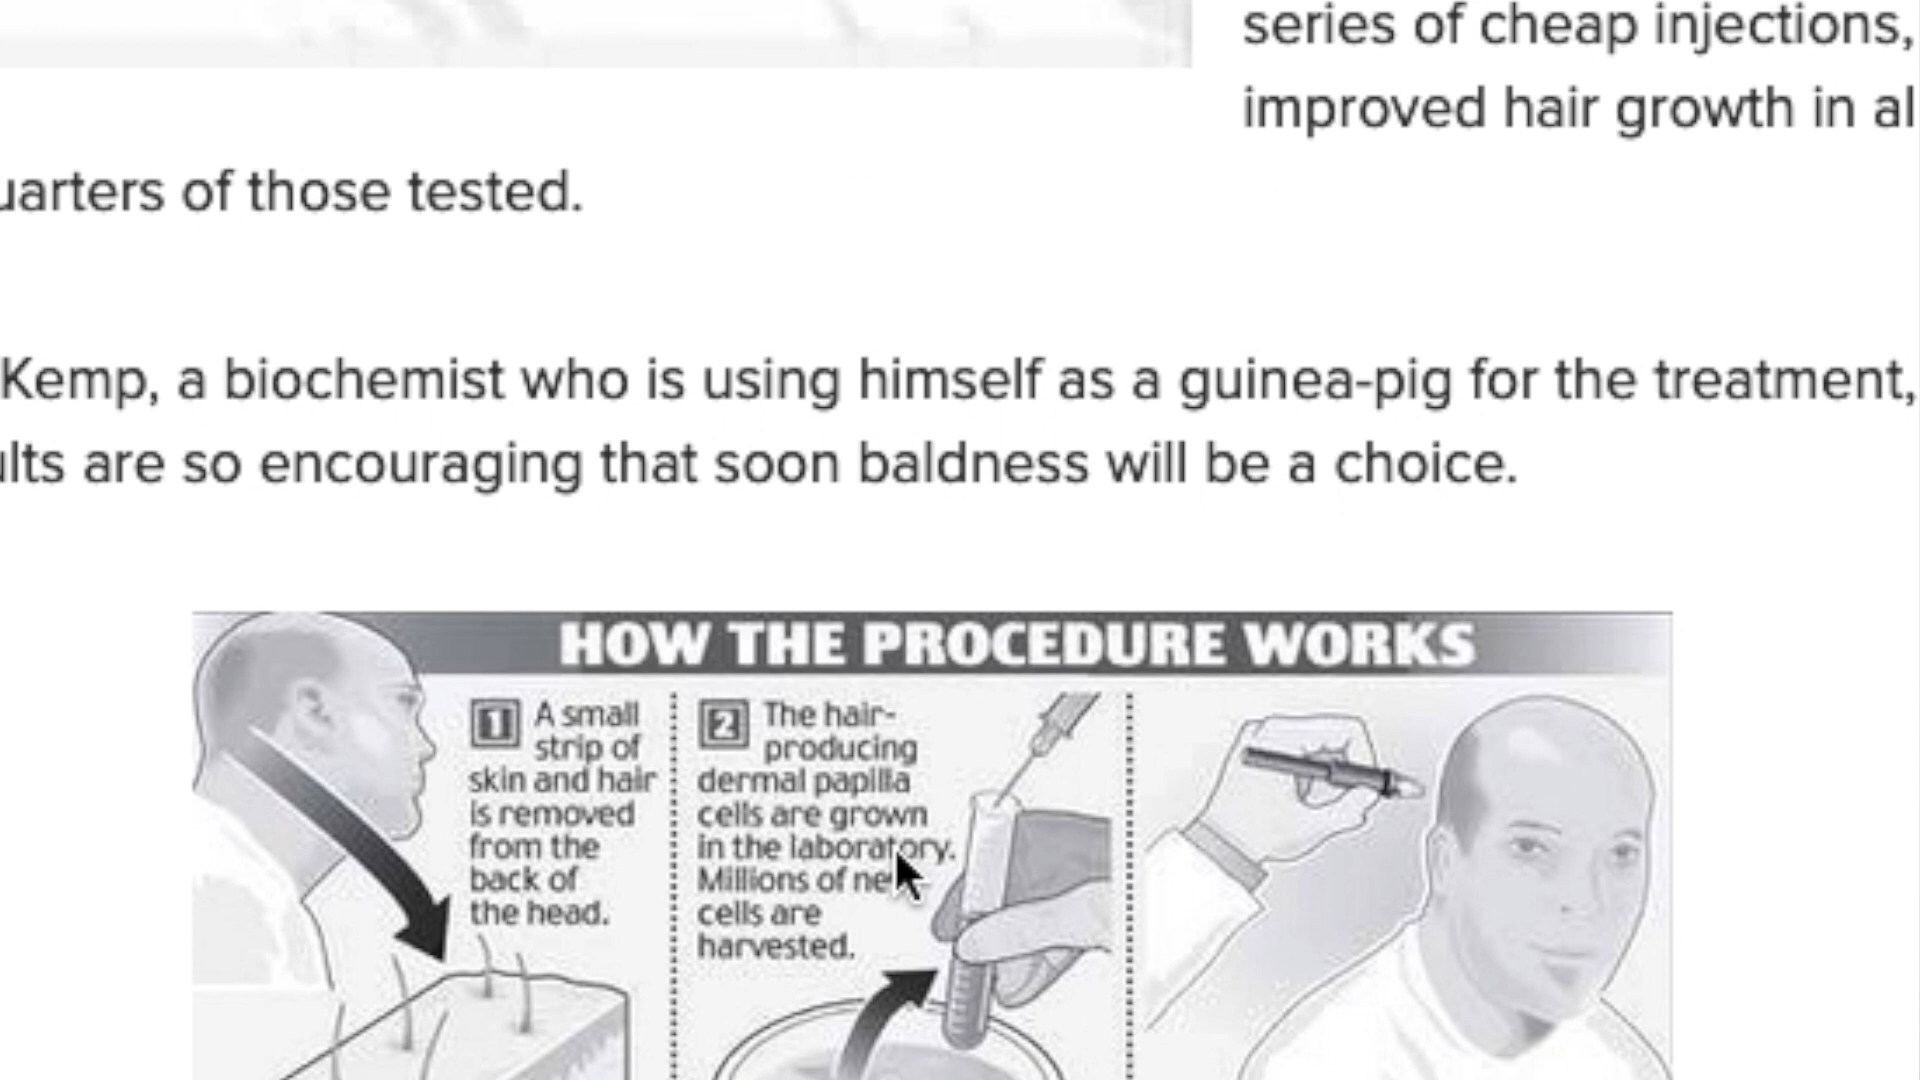 series of cheap injections,
improved hair growth in al
uarters of those tested.
Kemp, a biochemist who is using himself as a guinea-pig for the treatment,
ults are so encouraging that soon baldness will be a choice.
HOW THE PROCEDURE WORKS
1 A small
strip of
skin and hair
is removed
from the
back of
the head.
2 The hair-
producing
dermal papilla
cells are grown
in the laboratory.
Millions of ne
cells are
harvested.